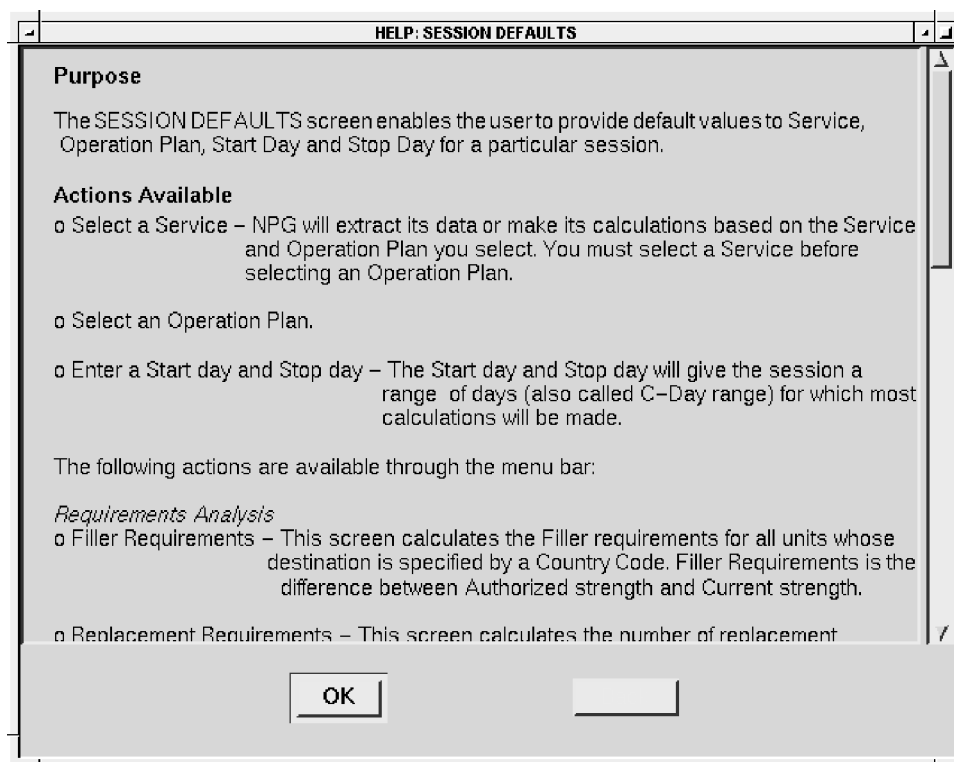 HELP: SESSION DEFAULTS
Purpose
The SESSION DEFAULTS screen enables the user to provide default values to Service,
Operation Plan, Start Day and Stop Day for a particular session.
Actions Available
o Select a Service – NPG will extract its data or make its calculations based on the Service
and Operation Plan you select. You must select a Service before
selecting an Operation Plan.
o Select an Operation Plan.
o Enter a Start day and Stop day – The Start day and Stop day will give the session a
range of days (also called C–Day range) for which most
calculations will be made.
The following actions are available through the menu bar:
Requirements Analysis
o Filler Requirements – This screen calculates the Filler requirements for all units whose
destination is specified by a Country Code. Filler Requirements is the
difference between Authorized strength and Current strength.
o Replacement Requirements – This screen calculates the number of replacement
OK